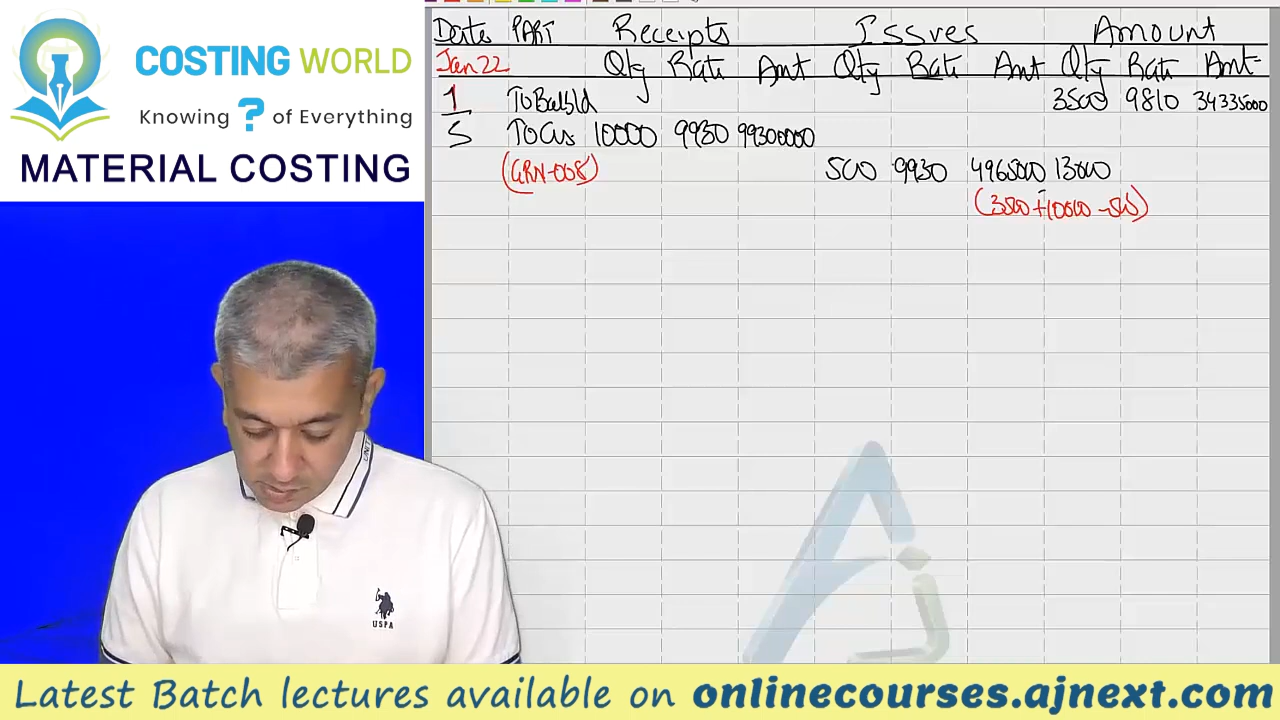 COSTING WORLD
Knowing ? of Everything
MATERIAL COSTING
Date PART Receipts Issues Amount
Jan 22 Qty Rate Amt Qty Rate Amt Qty Rate Amt
1 To Bal b/d 3500 9810 34335000
5 To Cus 10000 9930 99300000
(GRN-008) 500 9930 4965000 13000
(3500+10000-500)
USPA
Latest Batch lectures available on onlinecourses.ajnext.com